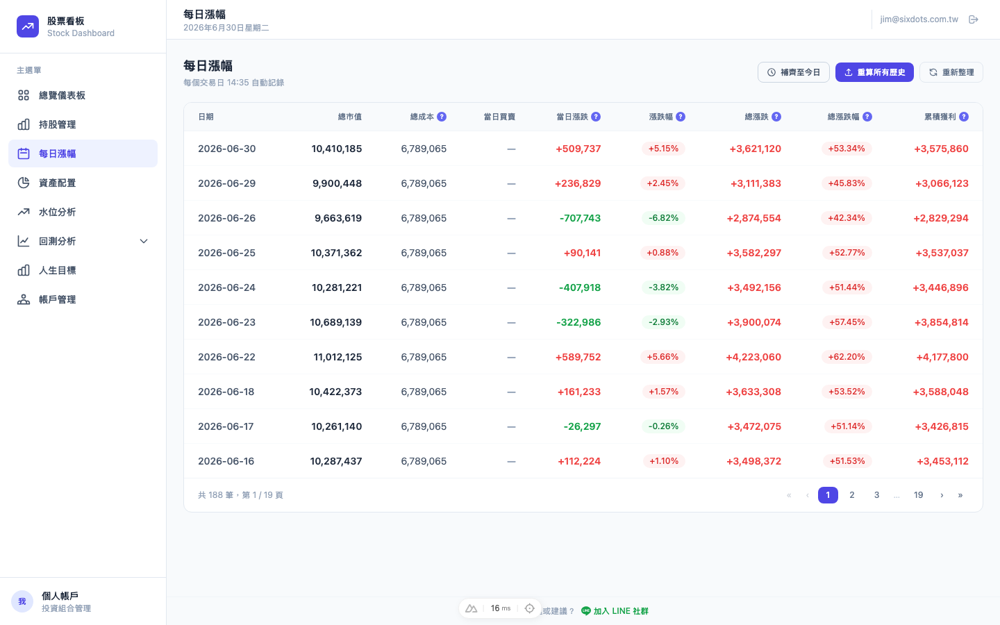 股票看板
Stock Dashboard
主選單
總覽儀表板
持股管理
每日漲幅
資產配置
水位分析
回測分析
人生目標
帳戶管理
我
個人帳戶
投資組合管理
每日漲幅
2026年6月30日星期二
jim@sixdots.com.tw
每日漲幅
每個交易日 14:35 自動記錄
補齊至今日
重算所有歷史
重新整理
日期 總市值 總成本 ? 當日買賣 當日漲跌 ? 漲跌幅 ? 總漲跌 ? 總漲跌幅 ? 累積獲利 ?
2026-06-30 10,410,185 6,789,065 — +509,737 +5.15% +3,621,120 +53.34% +3,575,860
2026-06-29 9,900,448 6,789,065 — +236,829 +2.45% +3,111,383 +45.83% +3,066,123
2026-06-26 9,663,619 6,789,065 — -707,743 -6.82% +2,874,554 +42.34% +2,829,294
2026-06-25 10,371,362 6,789,065 — +90,141 +0.88% +3,582,297 +52.77% +3,537,037
2026-06-24 10,281,221 6,789,065 — -407,918 -3.82% +3,492,156 +51.44% +3,446,896
2026-06-23 10,689,139 6,789,065 — -322,986 -2.93% +3,900,074 +57.45% +3,854,814
2026-06-22 11,012,125 6,789,065 — +589,752 +5.66% +4,223,060 +62.20% +4,177,800
2026-06-18 10,422,373 6,789,065 — +161,233 +1.57% +3,633,308 +53.52% +3,588,048
2026-06-17 10,261,140 6,789,065 — -26,297 -0.26% +3,472,075 +51.14% +3,426,815
2026-06-16 10,287,437 6,789,065 — +112,224 +1.10% +3,498,372 +51.53% +3,453,112
共 188 筆，第 1 / 19 頁
« ‹ 1 2 3 ... 19 › »
16 ms
或建議？ LINE 加入 LINE 社群